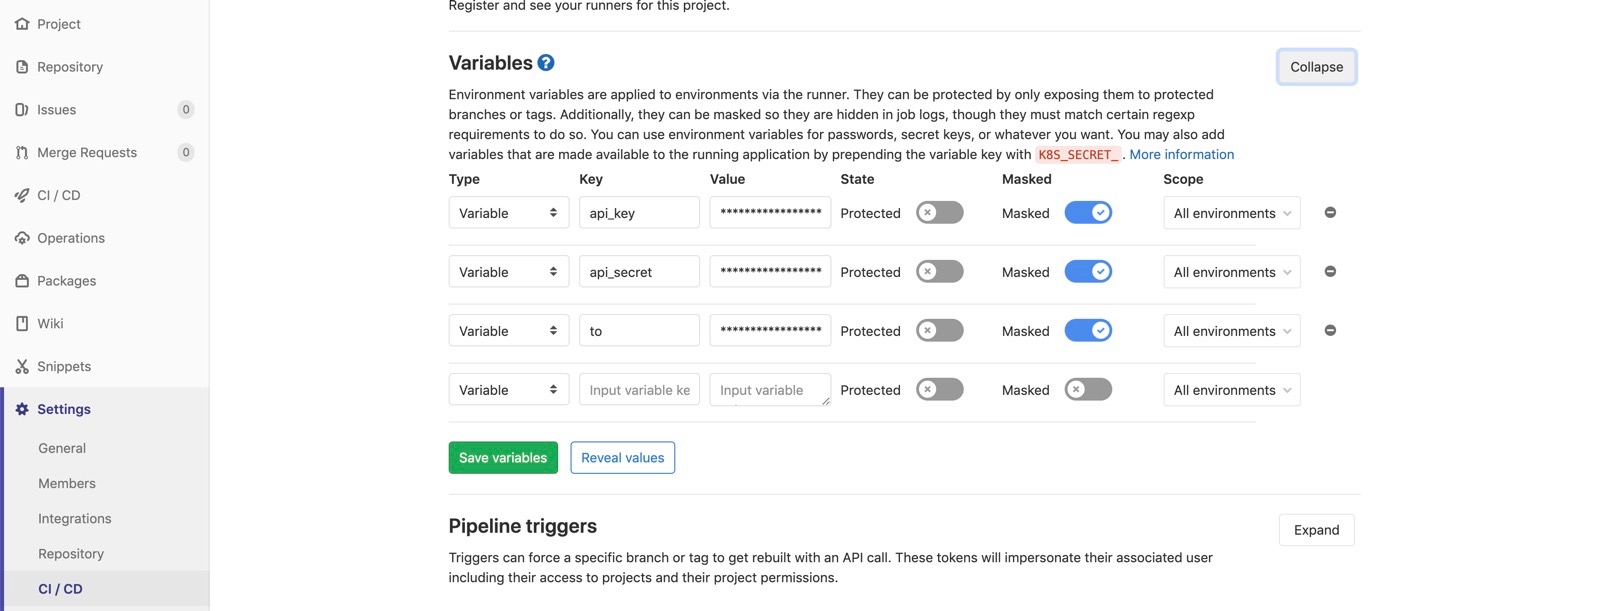 Project
Repository
Issues 0
Merge Requests 0
CI / CD
Operations
Packages
Wiki
Snippets
Settings
General
Members
Integrations
Repository
CI / CD
Register and see your runners for this project.
Variables ?
Collapse
Environment variables are applied to environments via the runner. They can be protected by only exposing them to protected
branches or tags. Additionally, they can be masked so they are hidden in job logs, though they must match certain regexp
requirements to do so. You can use environment variables for passwords, secret keys, or whatever you want. You may also add
variables that are made available to the running application by prepending the variable key with K8S_SECRET_. More information
Type Key Value State Masked Scope
Variable api_key ***************** Protected Masked All environments
Variable api_secret ***************** Protected Masked All environments
Variable to ***************** Protected Masked All environments
Variable Input variable ke Input variable Protected Masked All environments
Save variables Reveal values
Pipeline triggers
Expand
Triggers can force a specific branch or tag to get rebuilt with an API call. These tokens will impersonate their associated user
including their access to projects and their project permissions.